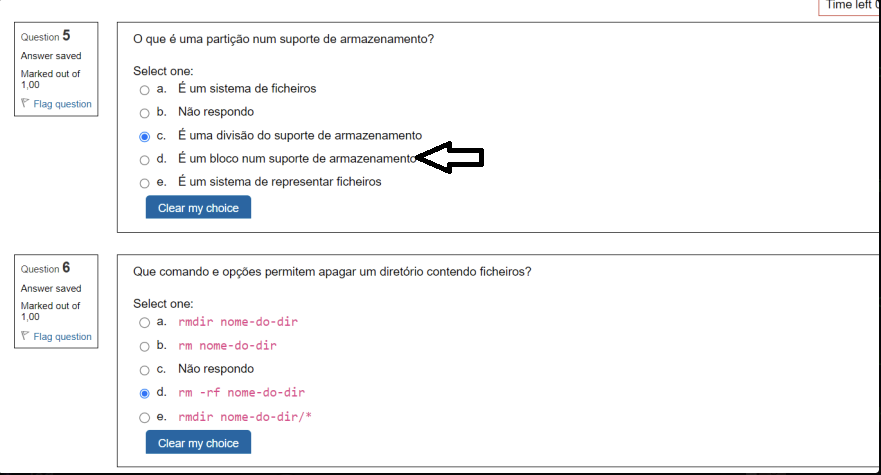 Time left
Question 5
Answer saved
Marked out of
1,00
Flag question
O que é uma partição num suporte de armazenamento?
Select one:
a. É um sistema de ficheiros
b. Não respondo
c. É uma divisão do suporte de armazenamento
d. É um bloco num suporte de armazenamento
e. É um sistema de representar ficheiros
Clear my choice
Question 6
Answer saved
Marked out of
1,00
Flag question
Que comando e opções permitem apagar um diretório contendo ficheiros?
Select one:
a. rmdir nome-do-dir
b. rm nome-do-dir
c. Não respondo
d. rm -rf nome-do-dir
e. rmdir nome-do-dir/*
Clear my choice